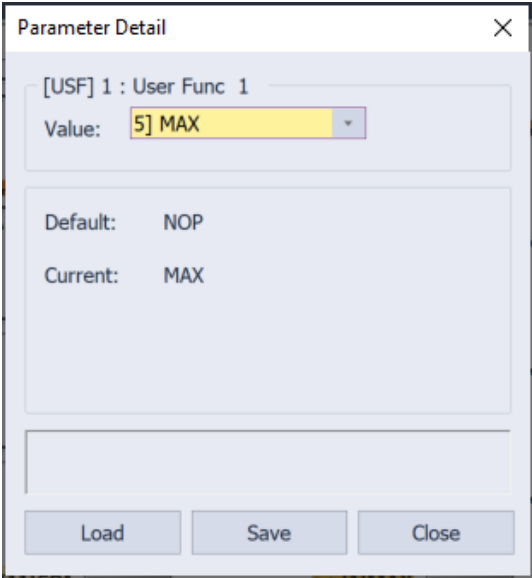 Parameter Detail
[USF] 1 : User Func 1
Value: 5] MAX
Default: NOP
Current: MAX
Load Save Close